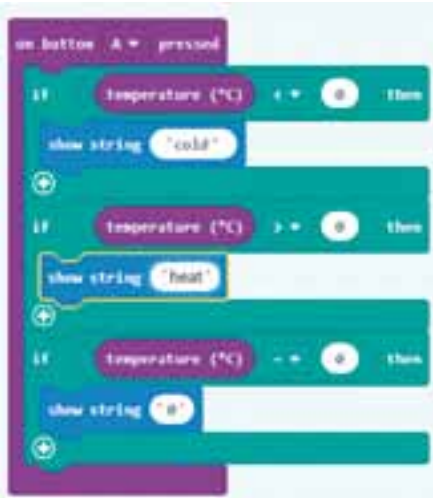 on button A pressed
if temperature (°C) < 0 then
show string "cold"
if temperature (°C) > 0 then
show string "heat"
if temperature (°C) = 0 then
show string "0"